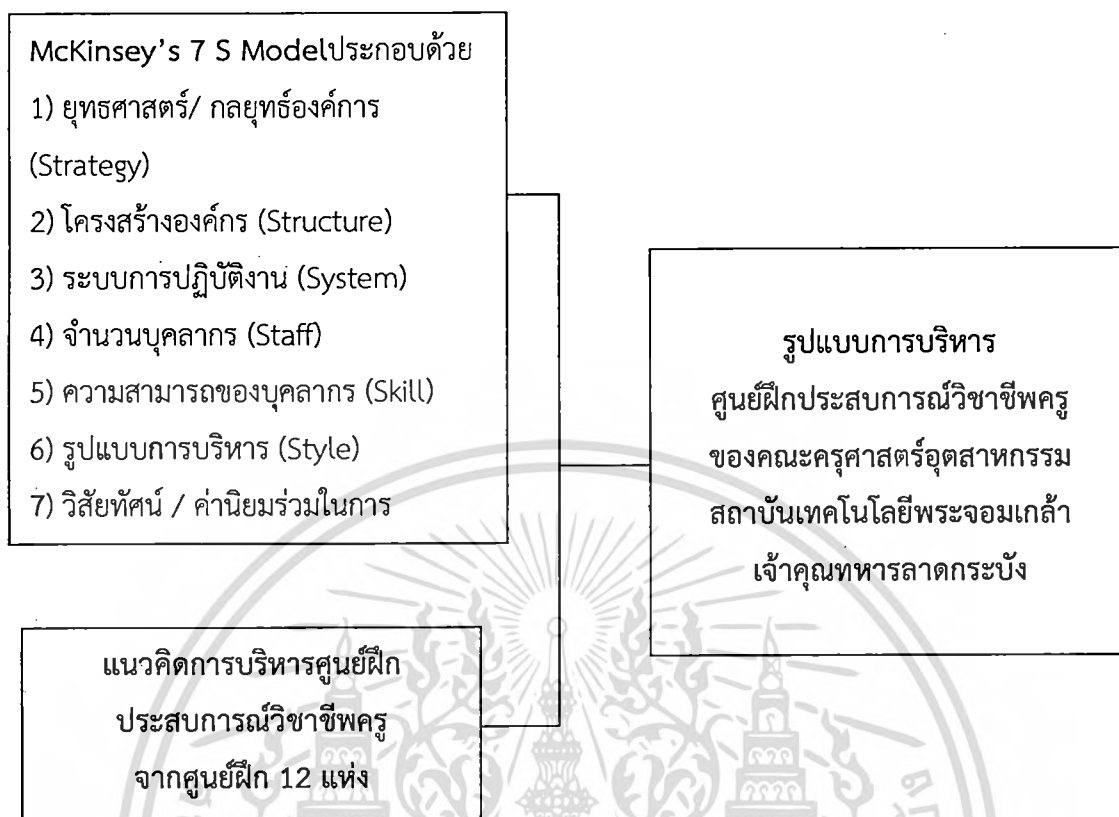 McKinsey's 7 S Modelประกอบด้วย
1) ยุทธศาสตร์/ กลยุทธ์องค์การ
(Strategy)
2) โครงสร้างองค์กร (Structure)
3) ระบบการปฏิบัติงาน (System)
4) จำนวนบุคลากร (Staff)
5) ความสามารถของบุคลากร (Skill)
6) รูปแบบการบริหาร (Style)
7) วิสัยทัศน์ / ค่านิยมร่วมในการ
แนวคิดการบริหารศูนย์ฝึก
ประสบการณ์วิชาชีพครู
จากศูนย์ฝึก 12 แห่ง
รูปแบบการบริหาร
ศูนย์ฝึกประสบการณ์วิชาชีพครู
ของคณะครุศาสตร์อุตสาหกรรม
สถาบันเทคโนโลยีพระจอมเกล้า
เจ้าคุณทหารลาดกระบัง